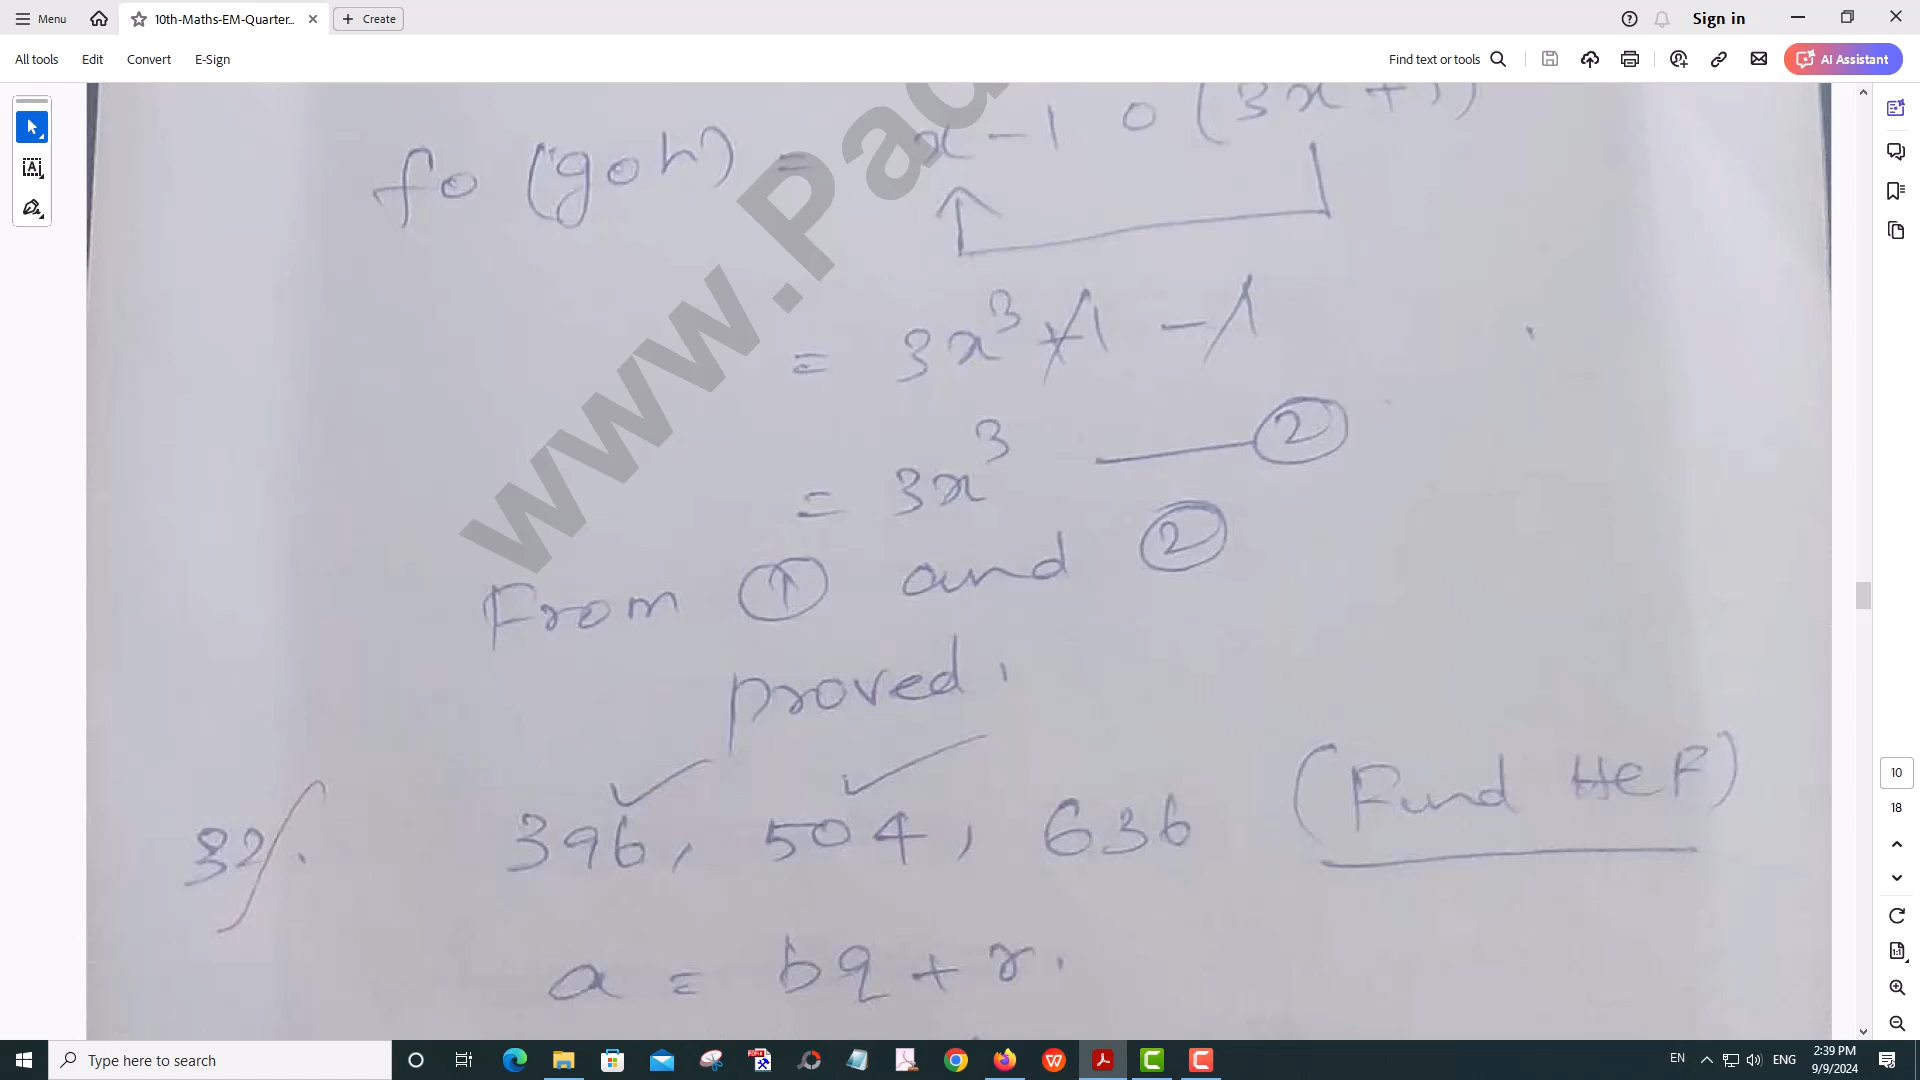 Menu 10th-Maths-EM-Quarter... Create Sign in
All tools Edit Convert E-Sign Find text or tools AI Assistant
www.Pad
fo (goh) = x - 1 o (3x + 1)
= 3x³ + 1 - 1
= 3x³ — ②
From ① and ②
proved.
32. 396, 504, 636 (Find HCF)
a = bq + r.
10
18
Type here to search EN ENG 2:39 PM
9/9/2024